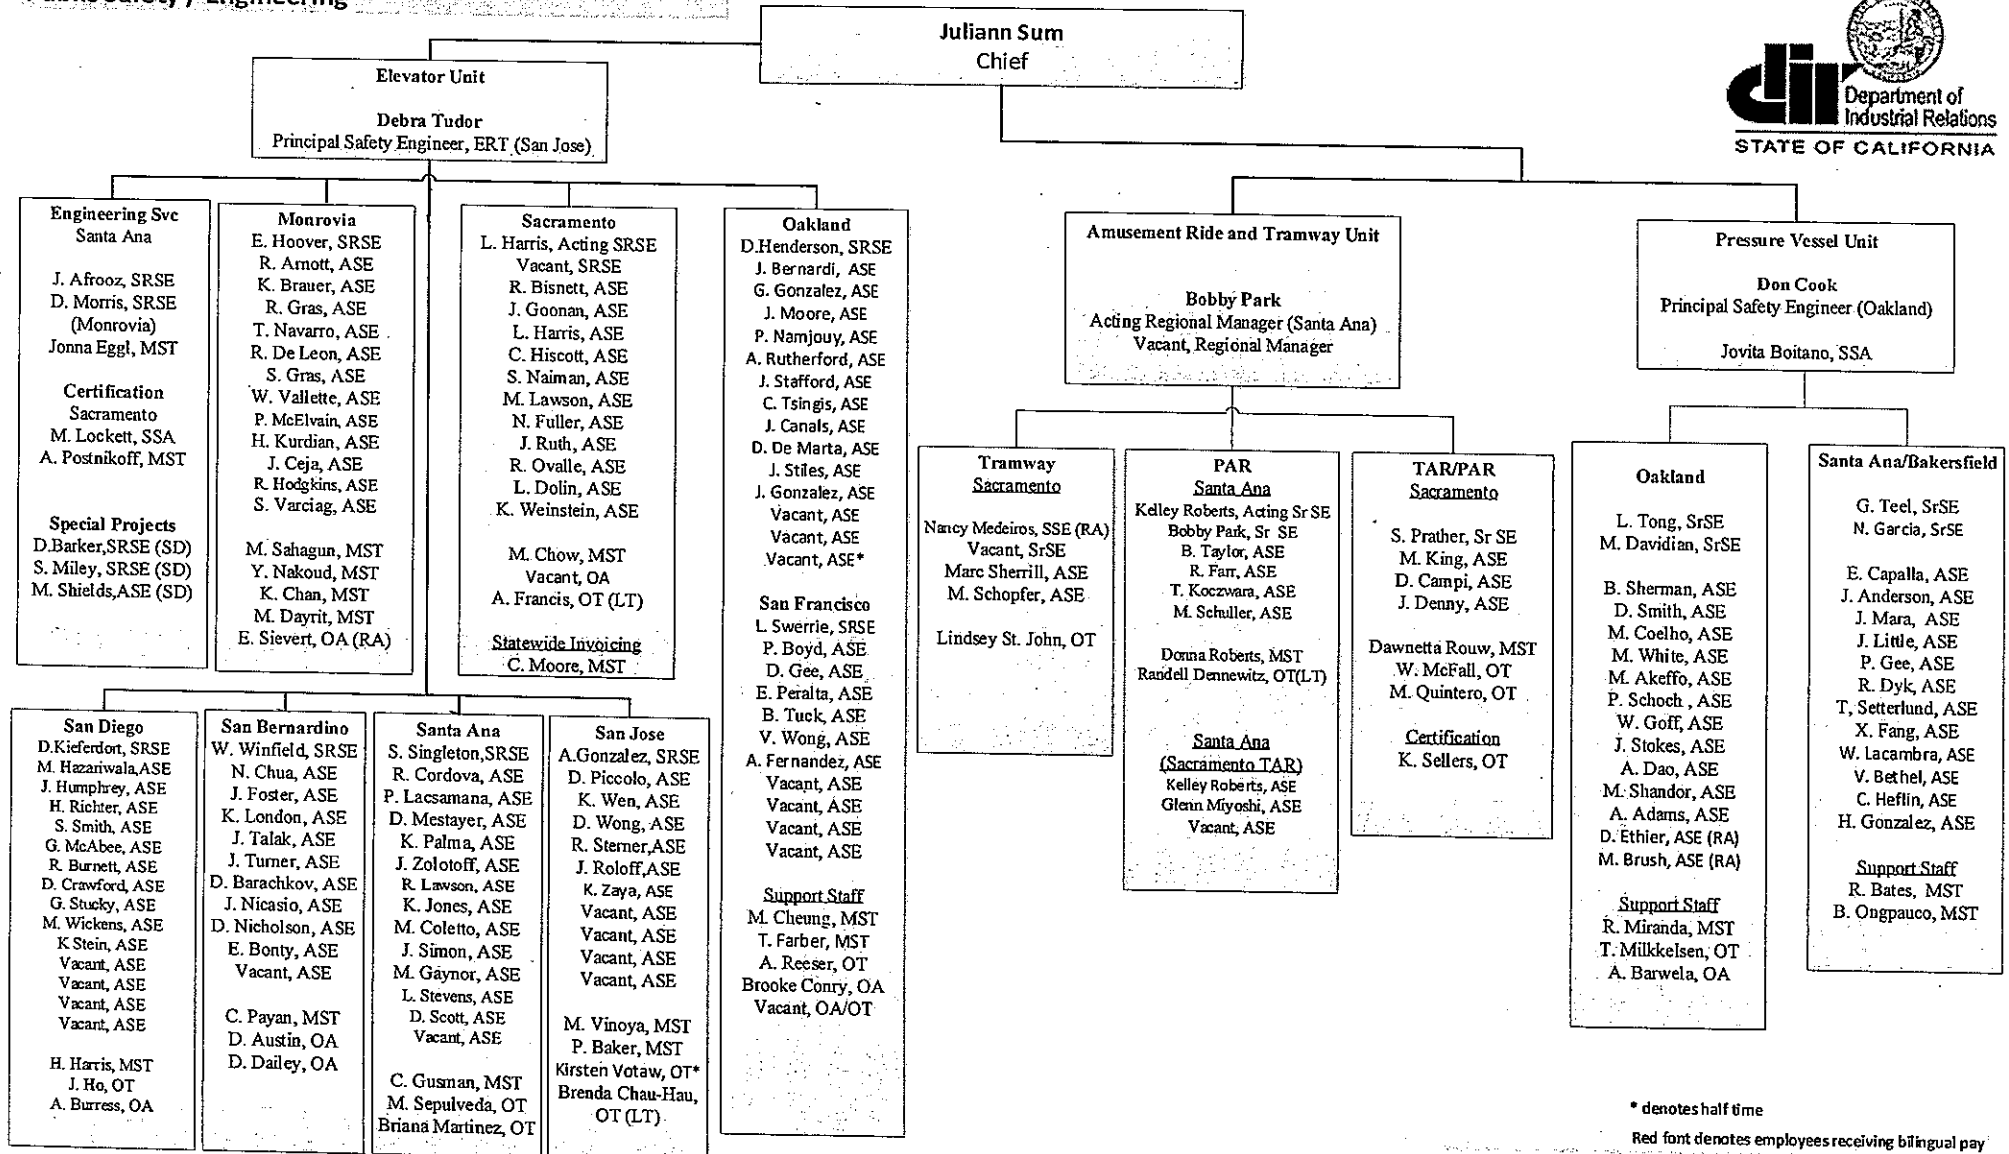 Public Safety / Engineering
Juliann Sum
Chief
Department of
Industrial Relations
STATE OF CALIFORNIA
Elevator Unit
Debra Tudor
Principal Safety Engineer, ERT (San Jose)
Engineering Svc
Santa Ana
J. Afrooz, SRSE
D. Morris, SRSE
(Monrovia)
Jonna Eggl, MST
Certification
Sacramento
M. Lockett, SSA
A. Postnikoff, MST
Special Projects
D.Barker,SRSE (SD)
S. Miley, SRSE (SD)
M. Shields,ASE (SD)
Monrovia
E. Hoover, SRSE
R. Arnott, ASE
K. Brauer, ASE
R. Gras, ASE
T. Navarro, ASE
R. De Leon, ASE
S. Gras, ASE
W. Vallette, ASE
P. McElvain, ASE
H. Kurdian, ASE
J. Ceja, ASE
R. Hodgkins, ASE
S. Varciag, ASE
M. Sahagun, MST
Y. Nakoud, MST
K. Chan, MST
M. Dayrit, MST
E. Sievert, OA (RA)
Sacramento
L. Harris, Acting SRSE
Vacant, SRSE
R. Bisnett, ASE
J. Goonan, ASE
L. Harris, ASE
C. Hiscott, ASE
S. Naiman, ASE
M. Lawson, ASE
N. Fuller, ASE
J. Ruth, ASE
R. Ovalle, ASE
L. Dolin, ASE
K. Weinstein, ASE
M. Chow, MST
Vacant, OA
A. Francis, OT (LT)
Statewide Invoicing
C. Moore, MST
Oakland
D.Henderson, SRSE
J. Bernardi, ASE
G. Gonzalez, ASE
J. Moore, ASE
P. Namjouy, ASE
A. Rutherford, ASE
J. Stafford, ASE
C. Tsingis, ASE
J. Canals, ASE
D. De Marta, ASE
J. Stiles, ASE
J. Gonzalez, ASE
Vacant, ASE
Vacant, ASE
Vacant, ASE*
San Francisco
L. Swerrie, SRSE
P. Boyd, ASE
D. Gee, ASE
E. Peralta, ASE
B. Tuck, ASE
V. Wong, ASE
A. Fernandez, ASE
Vacant, ASE
Vacant, ASE
Vacant, ASE
Vacant, ASE
Support Staff
M. Cheung, MST
T. Farber, MST
A. Reeser, OT
Brooke Conry, OA
Vacant, OA/OT
San Diego
D.Kieferdorf, SRSE
M. Hazariwala,ASE
J. Humphrey, ASE
H. Richter, ASE
S. Smith, ASE
G. McAbee, ASE
R. Burnett, ASE
D. Crawford, ASE
G. Stucky, ASE
M. Wickens, ASE
K Stein, ASE
Vacant, ASE
Vacant, ASE
Vacant, ASE
Vacant, ASE
H. Harris, MST
J. Ho, OT
A. Burress, OA
San Bernardino
W. Winfield, SRSE
N. Chua, ASE
J. Foster, ASE
K. London, ASE
J. Talak, ASE
J. Turner, ASE
D. Barachkov, ASE
J. Nicasio, ASE
D. Nicholson, ASE
E. Bonty, ASE
Vacant, ASE
C. Payan, MST
D. Austin, OA
D. Dailey, OA
Santa Ana
S. Singleton,SRSE
R. Cordova, ASE
P. Lacsamana, ASE
D. Mestayer, ASE
K. Palma, ASE
J. Zolotoff, ASE
R. Lawson, ASE
K. Jones, ASE
M. Coletto, ASE
J. Simon, ASE
M. Gaynor, ASE
L. Stevens, ASE
D. Scott, ASE
Vacant, ASE
C. Gusman, MST
M. Sepulveda, OT
Briana Martinez, OT
San Jose
A.Gonzalez, SRSE
D. Piccolo, ASE
K. Wen, ASE
D. Wong, ASE
R. Sterner,ASE
J. Roloff,ASE
K. Zaya, ASE
Vacant, ASE
Vacant, ASE
Vacant, ASE
Vacant, ASE
M. Vinoya, MST
P. Baker, MST
Kirsten Votaw, OT*
Brenda Chau-Hau,
OT (LT)
Amusement Ride and Tramway Unit
Bobby Park
Acting Regional Manager (Santa Ana)
Vacant, Regional Manager
Tramway
Sacramento
Nancy Medeiros, SSE (RA)
Vacant, SrSE
Marc Sherrill, ASE
M. Schopfer, ASE
Lindsey St. John, OT
PAR
Santa Ana
Kelley Roberts, Acting Sr SE
Bobby Park, Sr SE
B. Taylor, ASE
R. Farr, ASE
T. Koczwara, ASE
M. Schuller, ASE
Donna Roberts, MST
Randell Dennewitz, OT(LT)
Santa Ana
(Sacramento TAR)
Kelley Roberts, ASE
Glenn Miyoshi, ASE
Vacant, ASE
TAR/PAR
Sacramento
S. Prather, Sr SE
M. King, ASE
D. Campi, ASE
J. Denny, ASE
Dawnetta Rouw, MST
W. McFall, OT
M. Quintero, OT
Certification
K. Sellers, OT
Pressure Vessel Unit
Don Cook
Principal Safety Engineer (Oakland)
Jovita Boitano, SSA
Oakland
L. Tong, SrSE
M. Davidian, SrSE
B. Sherman, ASE
D. Smith, ASE
M. Coelho, ASE
M. White, ASE
M. Akeffo, ASE
P. Schoch , ASE
W. Goff, ASE
J. Stokes, ASE
A. Dao, ASE
M. Shandor, ASE
A. Adams, ASE
D. Ethier, ASE (RA)
M. Brush, ASE (RA)
Support Staff
R. Miranda, MST
T. Milkkelsen, OT
A. Barwela, OA
Santa Ana/Bakersfield
G. Teel, SrSE
N. Garcia, SrSE
E. Capalla, ASE
J. Anderson, ASE
J. Mara, ASE
J. Little, ASE
P. Gee, ASE
R. Dyk, ASE
T, Setterlund, ASE
X. Fang, ASE
W. Lacambra, ASE
V. Bethel, ASE
C. Heflin, ASE
H. Gonzalez, ASE
Support Staff
R. Bates, MST
B. Ongpauco, MST
* denotes half time
Red font denotes employees receiving bilingual pay